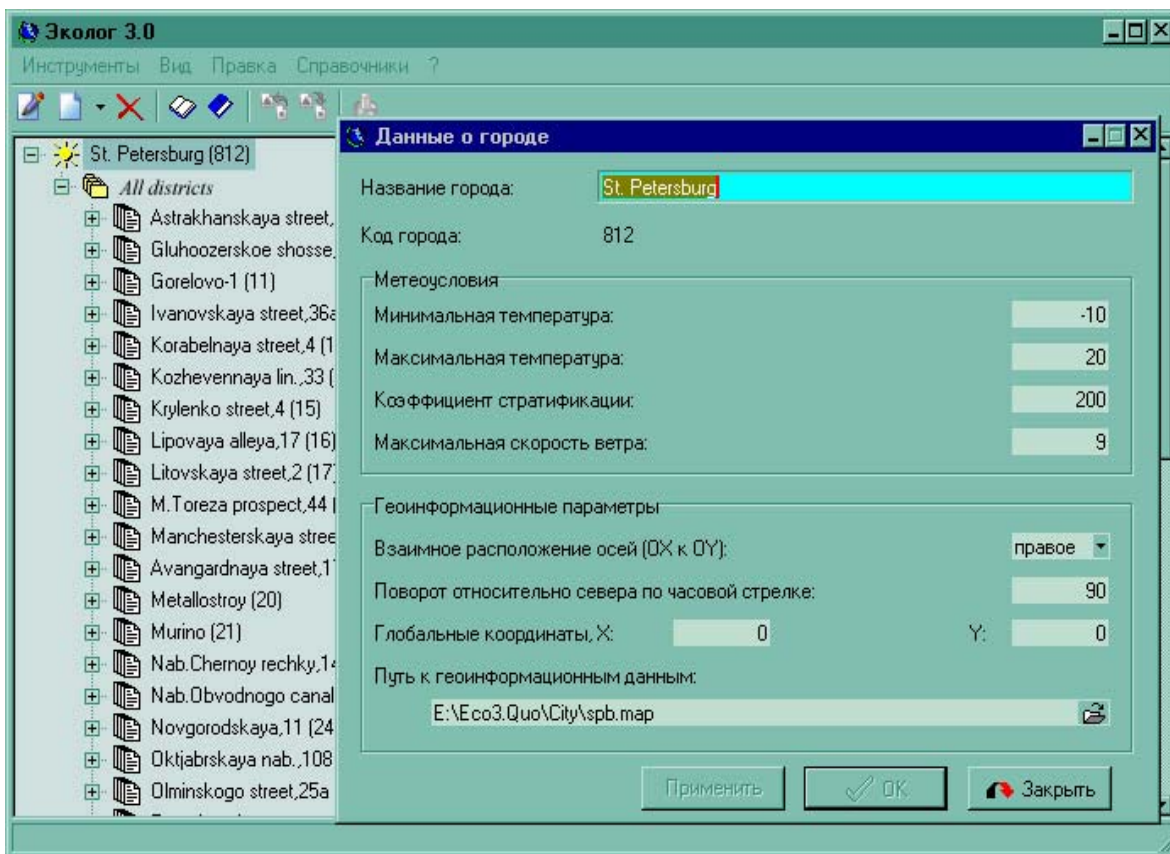 Эколог 3.0
Инструменты Вид Правка Справочники ?
St. Petersburg (812)
All districts
Astrakhanskaya street,
Gluhoozerskoe shosse,
Gorelovo-1 (11)
Ivanovskaya street,36a
Korabelnaya street,4 (1
Kozhevennaya lin.,33 (
Krylenko street,4 (15)
Lipovaya alleya,17 (16)
Litovskaya street,2 (17)
M.Toreza prospect,44 (
Manchesterskaya stree
Avangardnaya street,1
Metallostroy (20)
Murino (21)
Nab.Chernoy rechky,14
Nab.Obvodnogo canal
Novgorodskaya,11 (24
Oktjabrskaya nab.,108
Olminskogo street,25a
Данные о городе
Название города: St. Petersburg
Код города: 812
Метеоусловия
Минимальная температура: -10
Максимальная температура: 20
Коэффициент стратификации: 200
Максимальная скорость ветра: 9
Геоинформационные параметры
Взаимное расположение осей (OX к OY): правое
Поворот относительно севера по часовой стрелке: 90
Глобальные координаты, X: 0 Y: 0
Путь к геоинформационным данным:
E:\Eco3.Quo\City\spb.map
Применить OK Закрыть